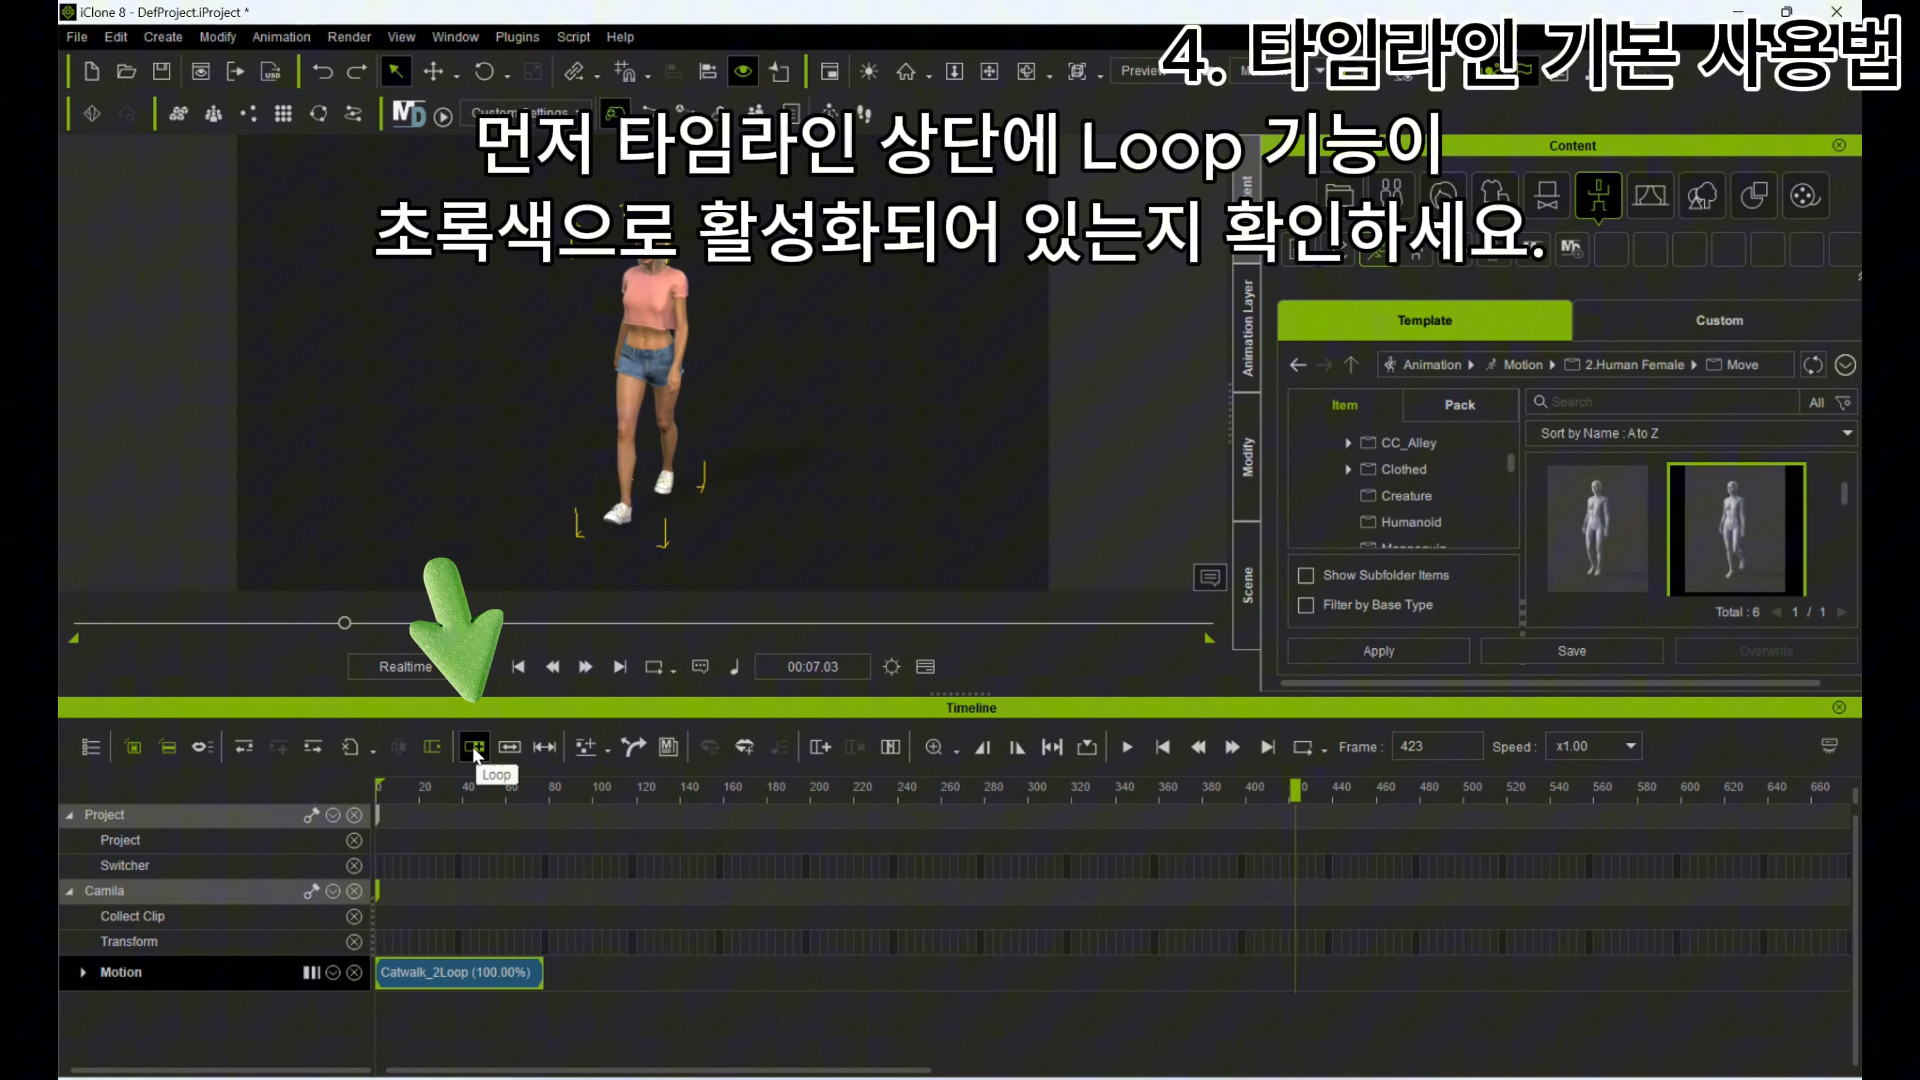 iClone 8 - DefProject.iProject *
File Edit Create Modify Animation Render View Window Plugins Script Help
4. 타임라인 기본 사용법
먼저 타임라인 상단에 Loop 기능이
초록색으로 활성화되어 있는지 확인하세요.
Content
Template Custom
Animation Motion 2.Human Female Move
Item Pack
Search All
Sort by Name : A to Z
CC_Alley
Clothed
Creature
Humanoid
Show Subfolder Items
Filter by Base Type
Total : 6 1 / 1
Apply Save Overwrite
Animation Layer
Modify
Scene
Realtime 00:07.03
Timeline
Frame : 423 Speed : x1.00
Loop
0 20 40 60 80 100 120 140 160 180 200 220 240 260 280 300 320 340 360 380 400 440 460 480 500 520 540 560 580 600 620 640 660
Project
Project
Switcher
Camila
Collect Clip
Transform
Motion
Catwalk_2Loop (100.00%)